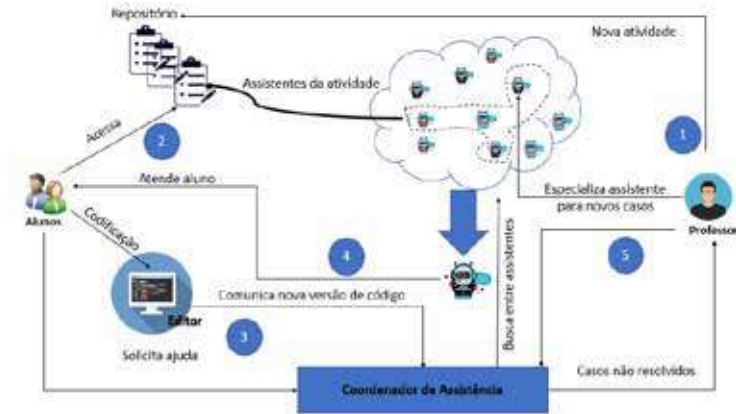 Repositório
Nova atividade
Assistentes da atividade
1
Acessa
2
Atende aluno
Especializa assistente
para novos casos
Alunos
Professor
Codificação
4
5
Busca entre assistentes
Comunica nova versão de código
Editor
3
Solicita ajuda
Casos não resolvidos
Coordenador de Assistência